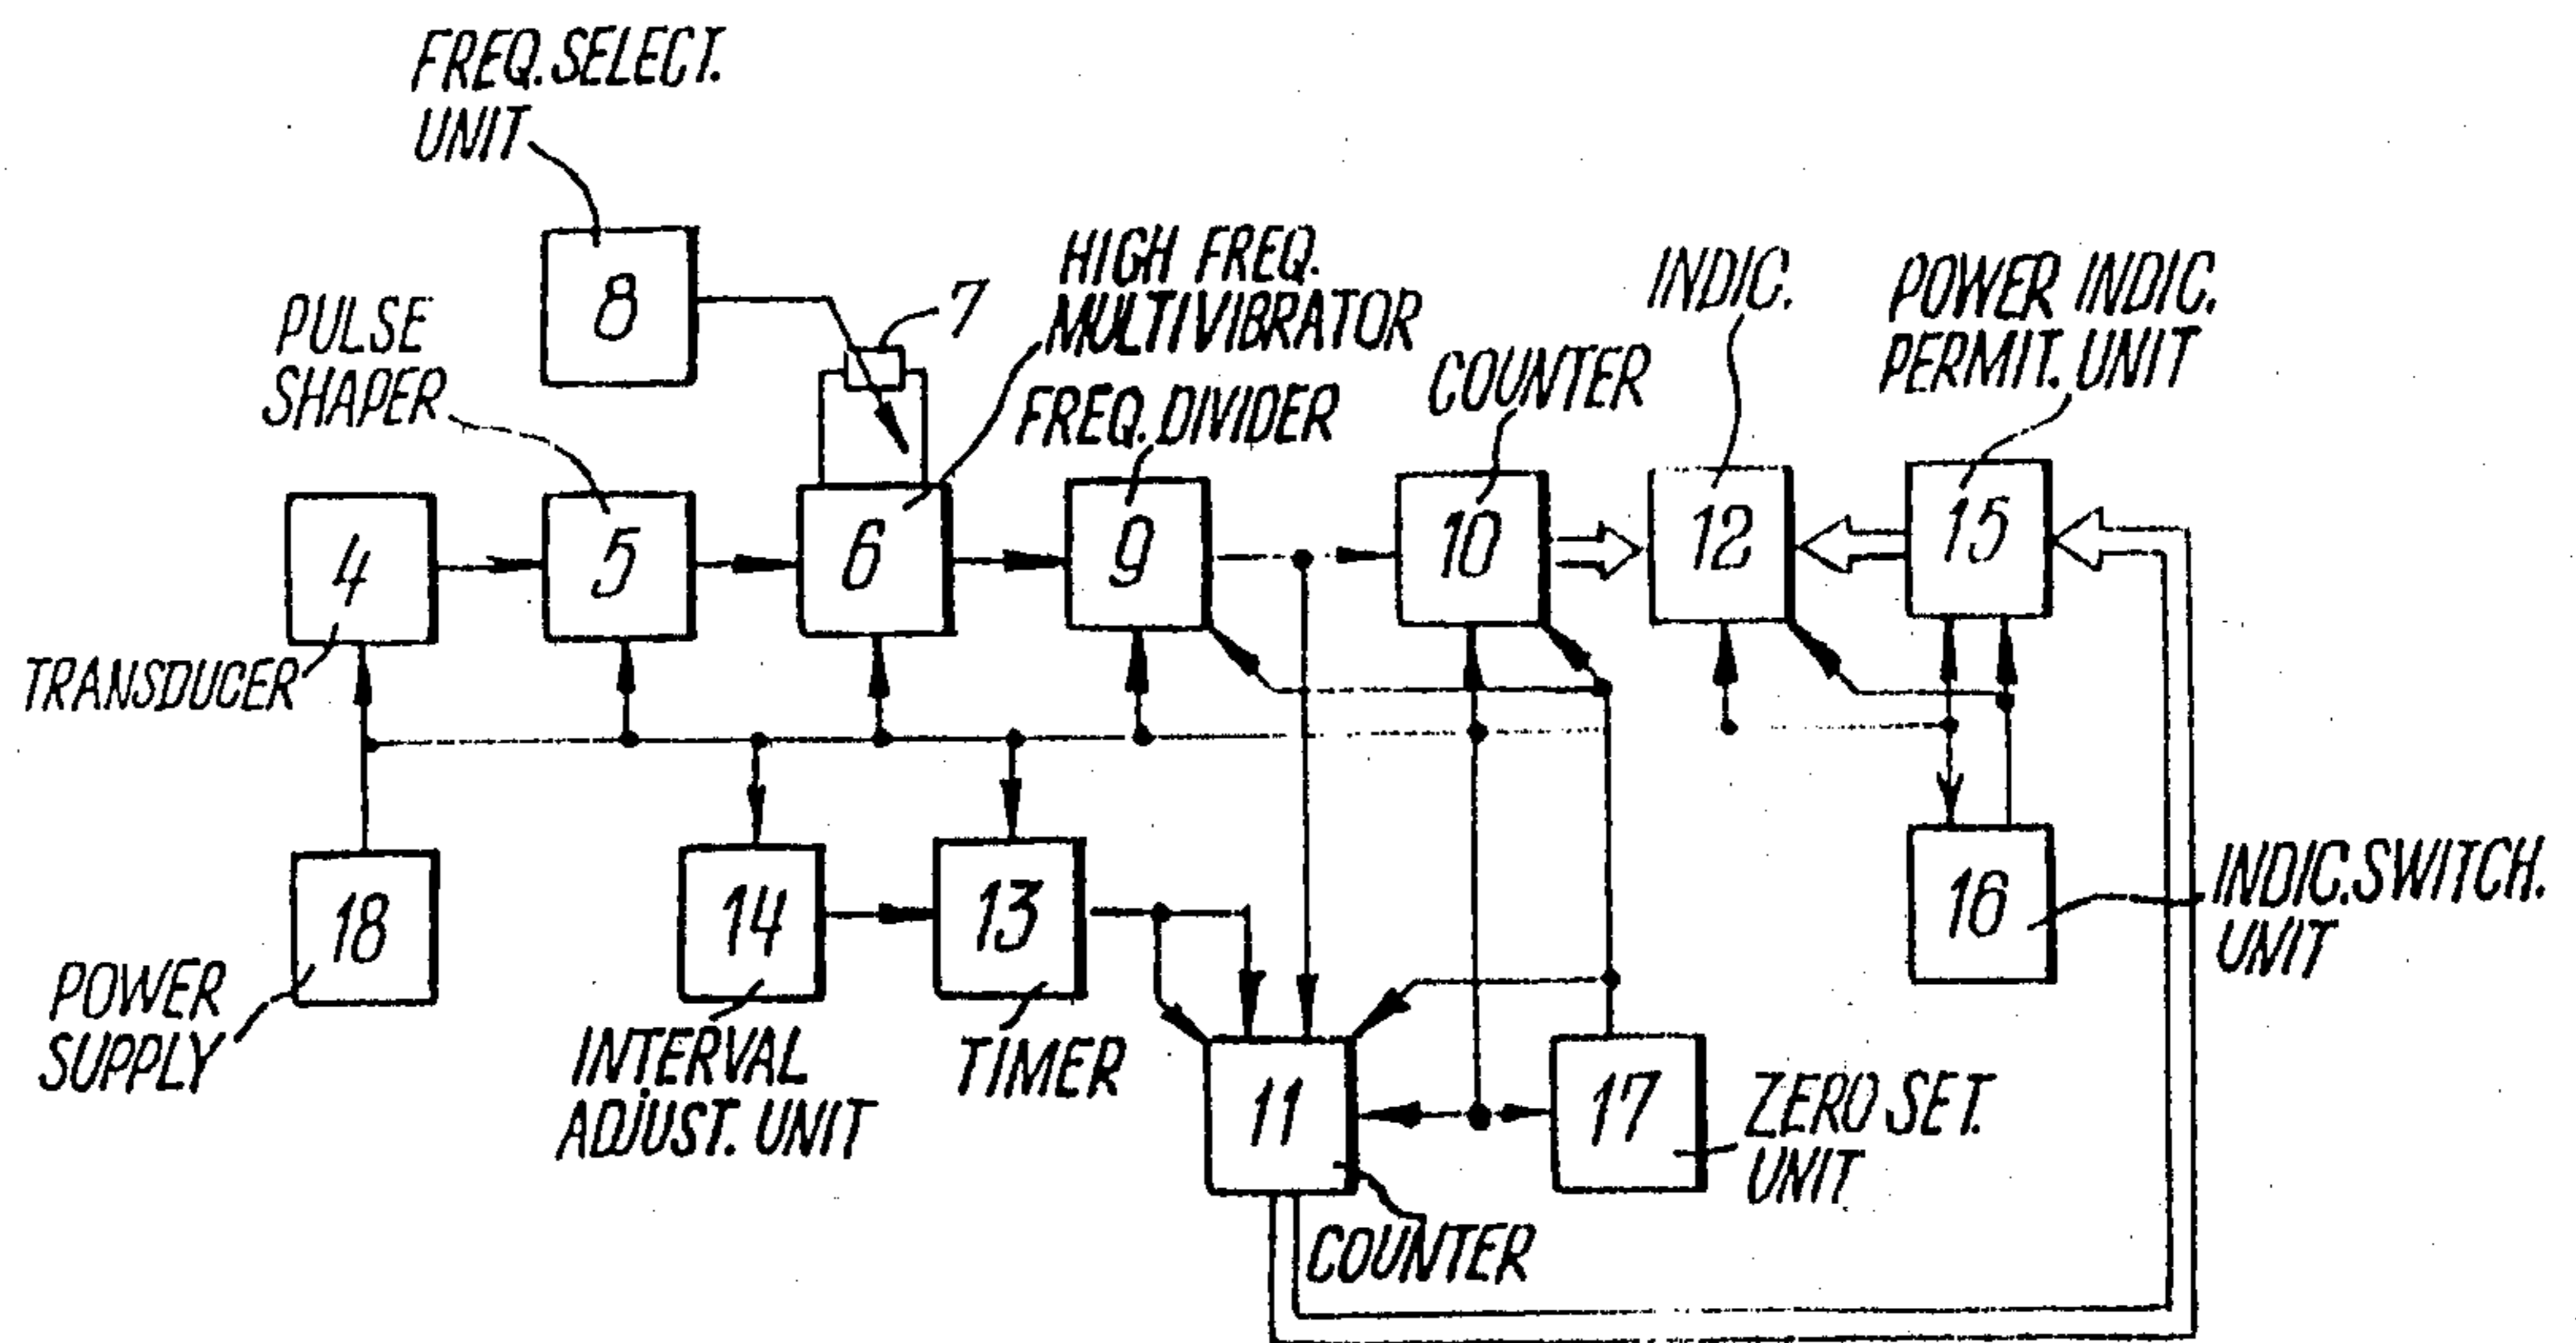 FREQ. SELECT.
UNIT
8
PULSE
SHAPER
7
HIGH FREQ.
MULTIVIBRATOR
FREQ. DIVIDER
COUNTER
INDIC.
POWER INDIC.
PERMIT. UNIT
4
5
6
9
10
12
15
TRANSDUCER
18
14
13
16
INDIC. SWITCH.
UNIT
POWER
SUPPLY
INTERVAL
ADJUST. UNIT
TIMER
11
17
ZERO SET.
UNIT
COUNTER